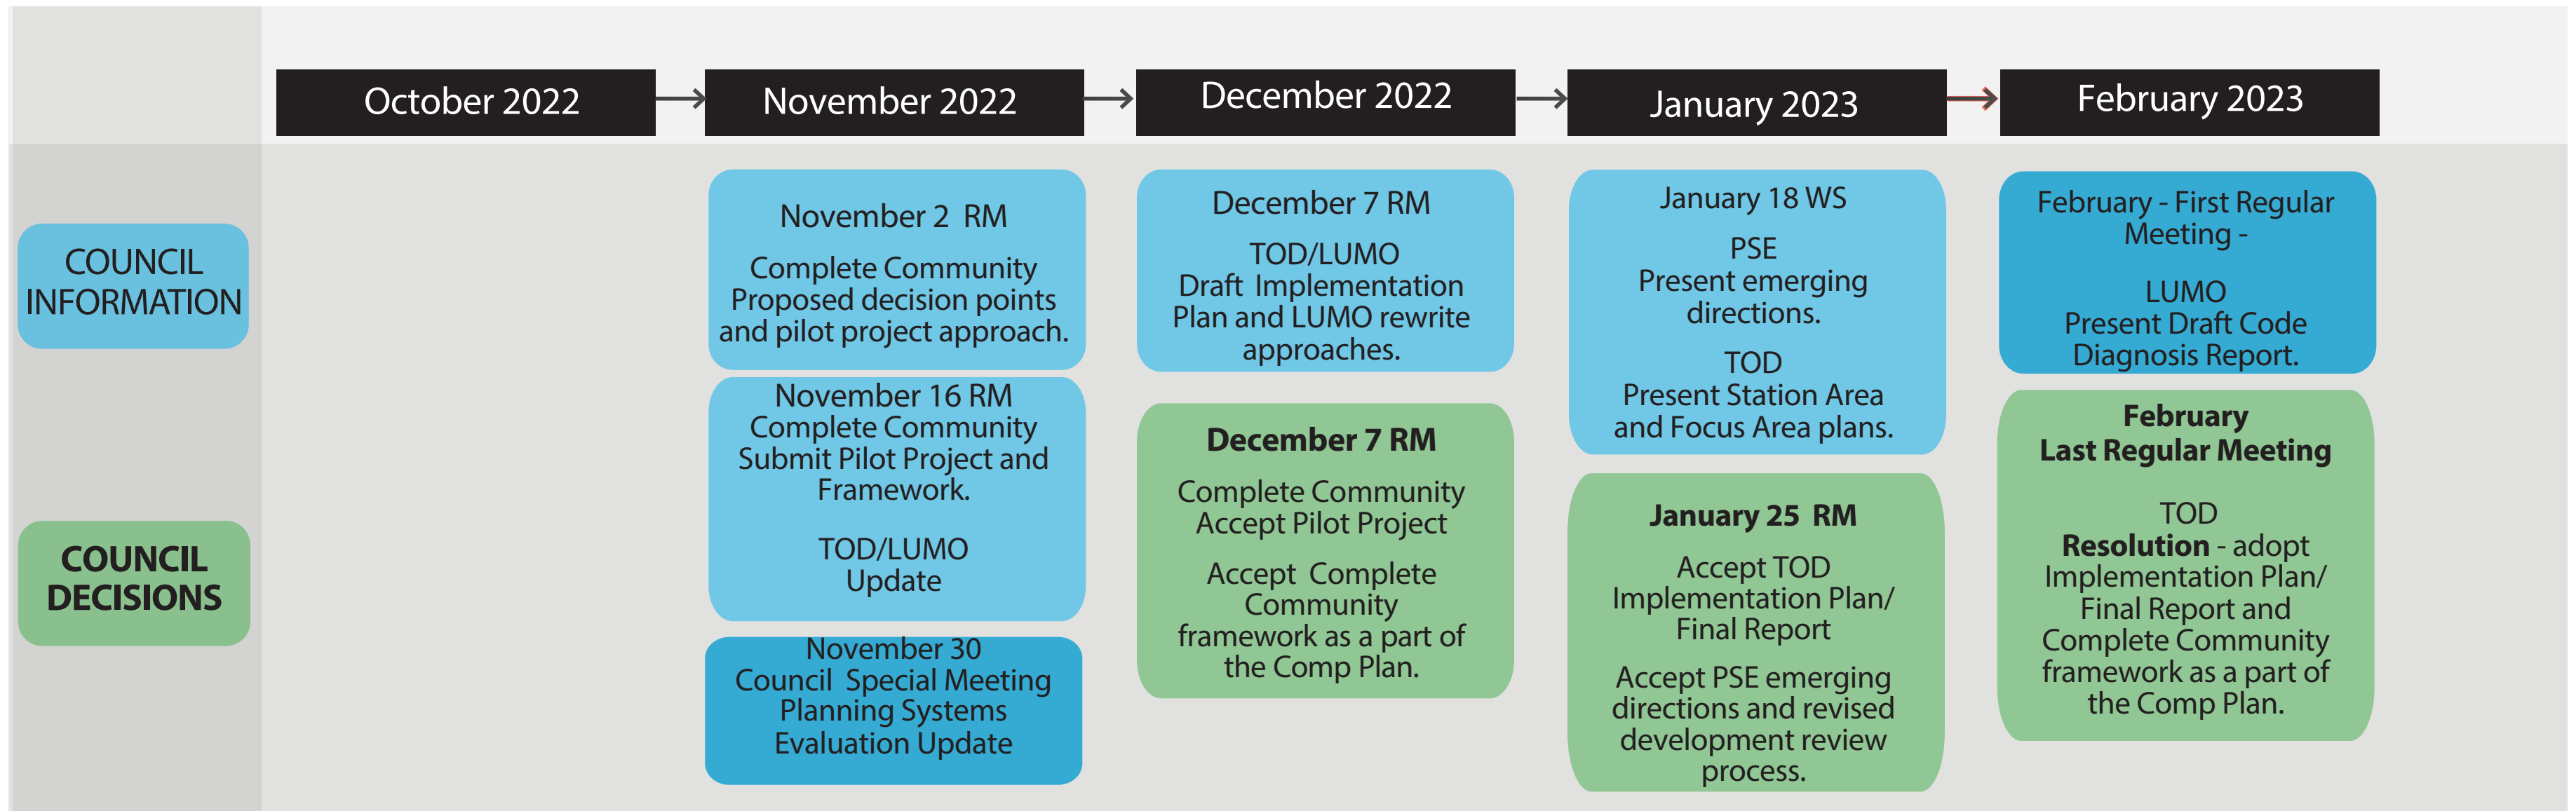 October 2022
November 2022
December 2022
January 2023
February 2023
COUNCIL
INFORMATION
COUNCIL
DECISIONS
November 2 RM
Complete Community
Proposed decision points
and pilot project approach.
November 16 RM
Complete Community
Submit Pilot Project and
Framework.
TOD/LUMO
Update
November 30
Council Special Meeting
Planning Systems
Evaluation Update
December 7 RM
TOD/LUMO
Draft Implementation
Plan and LUMO rewrite
approaches.
December 7 RM
Complete Community
Accept Pilot Project
Accept Complete
Community
framework as a part of
the Comp Plan.
January 18 WS
PSE
Present emerging
directions.
TOD
Present Station Area
and Focus Area plans.
January 25 RM
Accept TOD
Implementation Plan/
Final Report
Accept PSE emerging
directions and revised
development review
process.
February - First Regular
Meeting -
LUMO
Present Draft Code
Diagnosis Report.
February
Last Regular Meeting
TOD
Resolution - adopt
Implementation Plan/
Final Report and
Complete Community
framework as a part of
the Comp Plan.